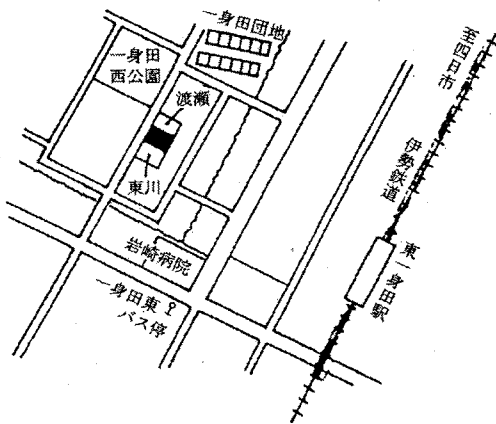 一身田団地
一身田
西公園
渡瀬
東川
岩崎病院
一身田東
バス停
至四日市
伊勢鉄道
東一身田駅